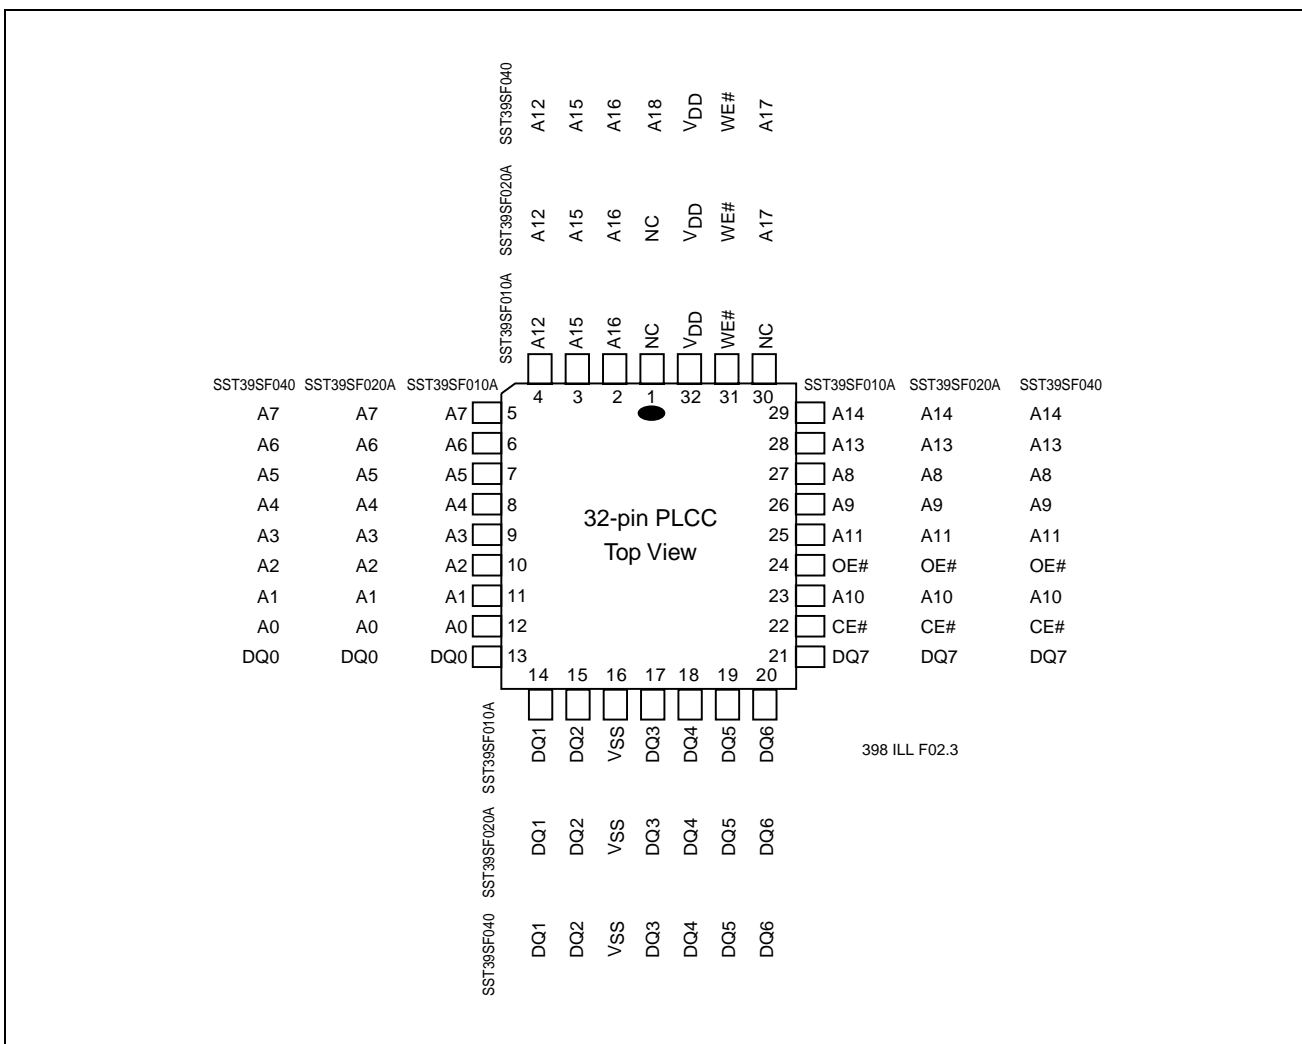 SST39SF040 A12 A15 A16 A18 VDD WE# A17
SST39SF020A A12 A15 A16 NC VDD WE# A17
SST39SF010A A12 A15 A16 NC VDD WE# NC
SST39SF040 SST39SF020A SST39SF010A 4 3 2 1 32 31 30 SST39SF010A SST39SF020A SST39SF040
A7 A7 A7 5 29 A14 A14 A14
A6 A6 A6 6 28 A13 A13 A13
A5 A5 A5 7 27 A8 A8 A8
A4 A4 A4 8 26 A9 A9 A9
32-pin PLCC
A3 A3 A3 9 25 A11 A11 A11
Top View
A2 A2 A2 10 24 OE# OE# OE#
A1 A1 A1 11 23 A10 A10 A10
A0 A0 A0 12 22 CE# CE# CE#
DQ0 DQ0 DQ0 13 21 DQ7 DQ7 DQ7
14 15 16 17 18 19 20
SST39SF010A DQ1 DQ2 VSS DQ3 DQ4 DQ5 DQ6
398 ILL F02.3
SST39SF020A DQ1 DQ2 VSS DQ3 DQ4 DQ5 DQ6
SST39SF040 DQ1 DQ2 VSS DQ3 DQ4 DQ5 DQ6